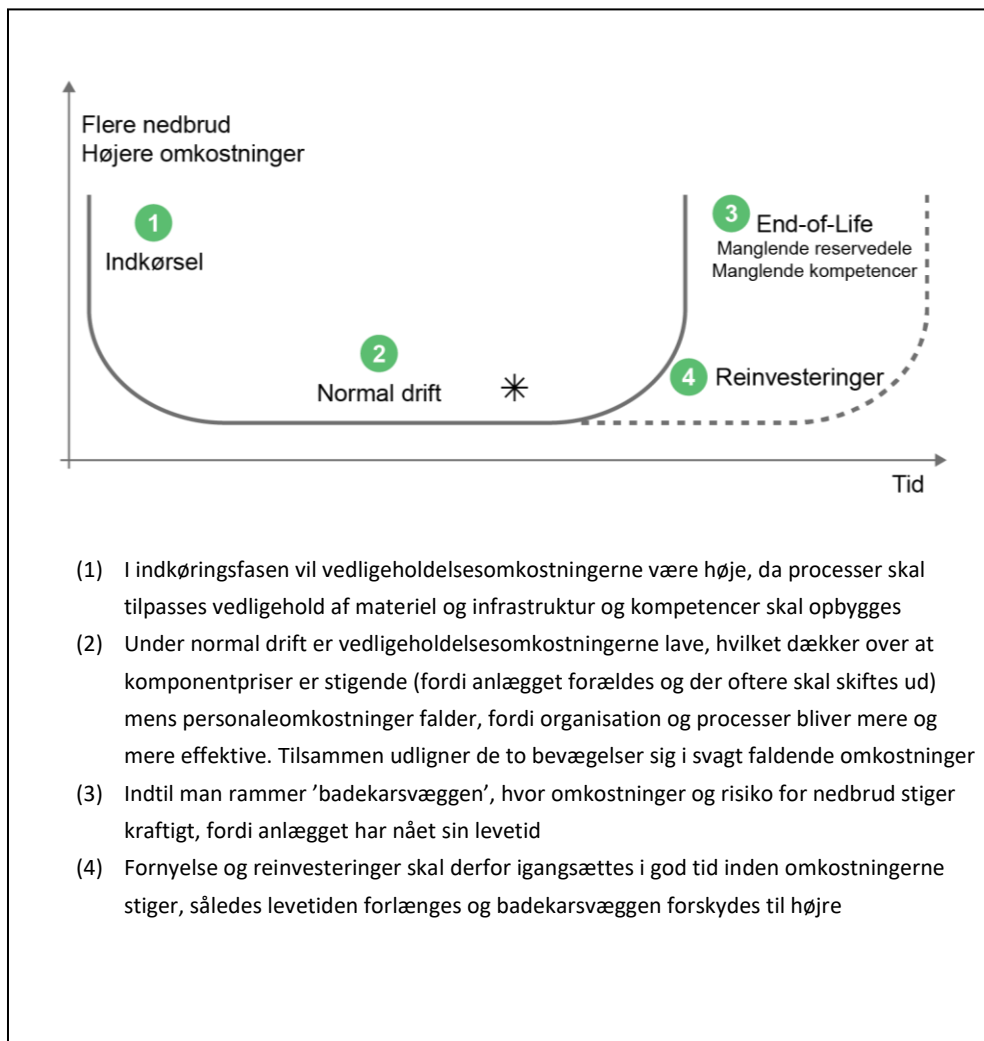 Flere nedbrud
Højere omkostninger
1
Indkørsel
2
Normal drift
3 End-of-Life
Manglende reservedele
Manglende kompetencer
4 Reinvesteringer
Tid
(1) I indkøringsfasen vil vedligeholdelsesomkostningerne være høje, da processer skal
tilpasses vedligehold af materiel og infrastruktur og kompetencer skal opbygges
(2) Under normal drift er vedligeholdelsesomkostningerne lave, hvilket dækker over at
komponentpriser er stigende (fordi anlægget forældes og der oftere skal skiftes ud)
mens personaleomkostninger falder, fordi organisation og processer bliver mere og
mere effektive. Tilsammen udligner de to bevægelser sig i svagt faldende omkostninger
(3) Indtil man rammer ’badekarsvæggen’, hvor omkostninger og risiko for nedbrud stiger
kraftigt, fordi anlægget har nået sin levetid
(4) Fornyelse og reinvesteringer skal derfor igangsættes i god tid inden omkostningerne
stiger, således levetiden forlænges og badekarsvæggen forskydes til højre